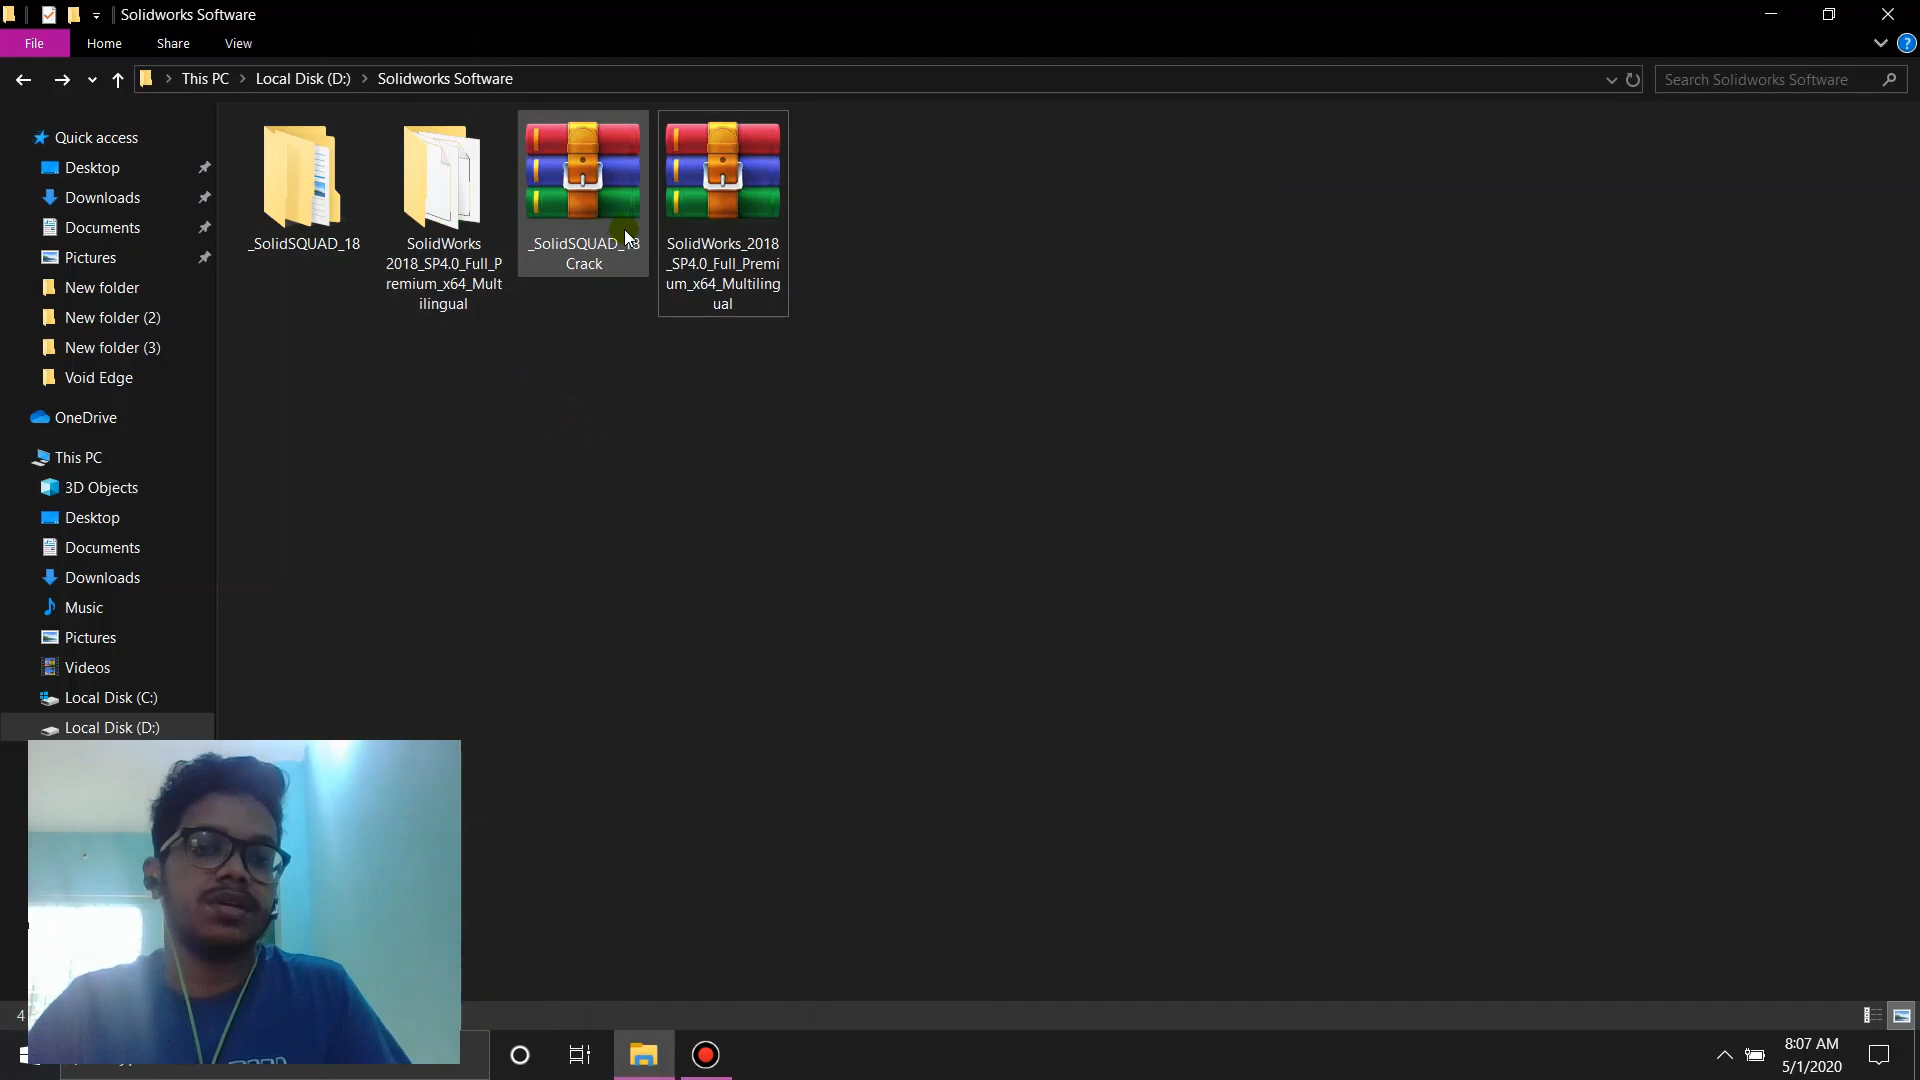 Solidworks Software
File
Home
Share
View
This PC
Local Disk (D:)
Solidworks Software
Search Solidworks Software
Quick access
Desktop
Downloads
Documents
Pictures
New folder
New folder (2)
New folder (3)
Void Edge
OneDrive
This PC
3D Objects
Desktop
Documents
Downloads
Music
Pictures
Videos
Local Disk (C:)
Local Disk (D:)
_SolidSQUAD_18
SolidWorks
2018_SP4.0_Full_P
remium_x64_Mult
ilingual
_SolidSQUAD_18
Crack
SolidWorks_2018
_SP4.0_Full_Premi
um_x64_Multiling
ual
4
8:07 AM
5/1/2020